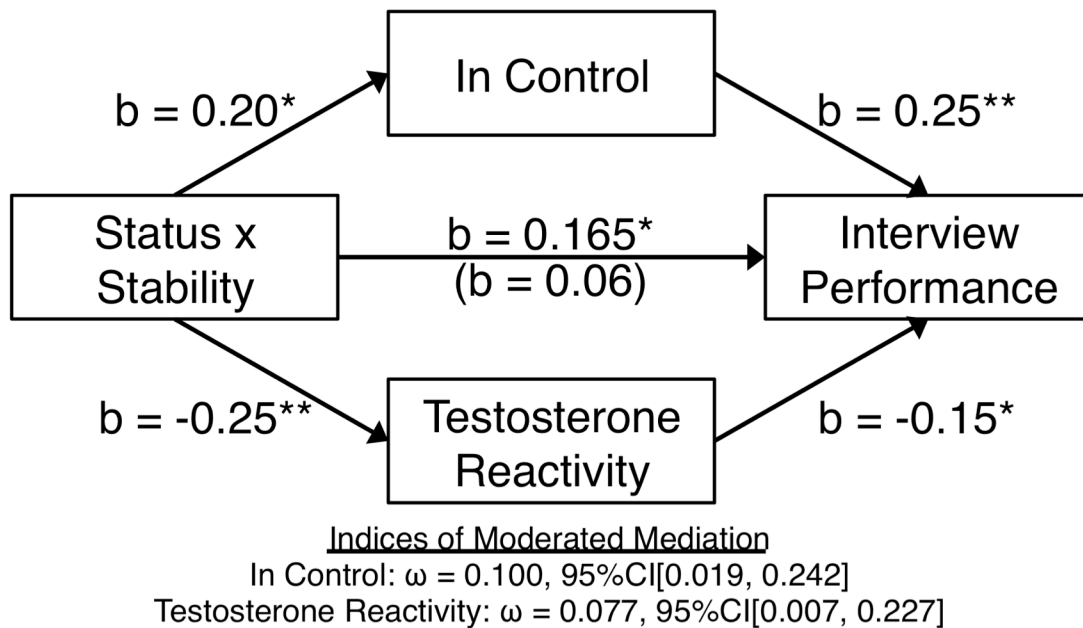 In Control
b = 0.20*
b = 0.25**
Status x
Stability
b = 0.165*
(b = 0.06)
Interview
Performance
b = -0.25**
Testosterone
Reactivity
b = -0.15*
Indices of Moderated Mediation
In Control: ω = 0.100, 95%CI[0.019, 0.242]
Testosterone Reactivity: ω = 0.077, 95%CI[0.007, 0.227]